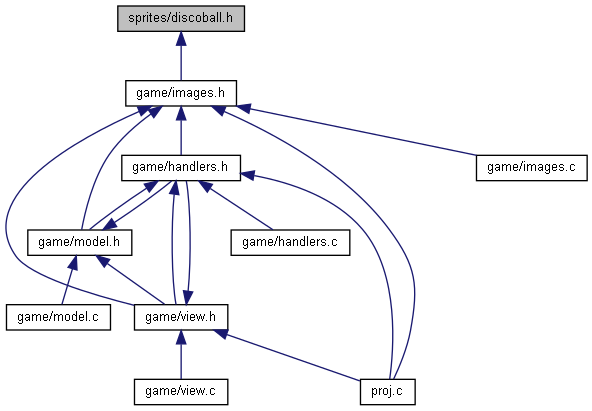 sprites/discoball.h
game/images.h
game/handlers.h
game/images.c
game/model.h
game/handlers.c
game/model.c
game/view.h
game/view.c
proj.c